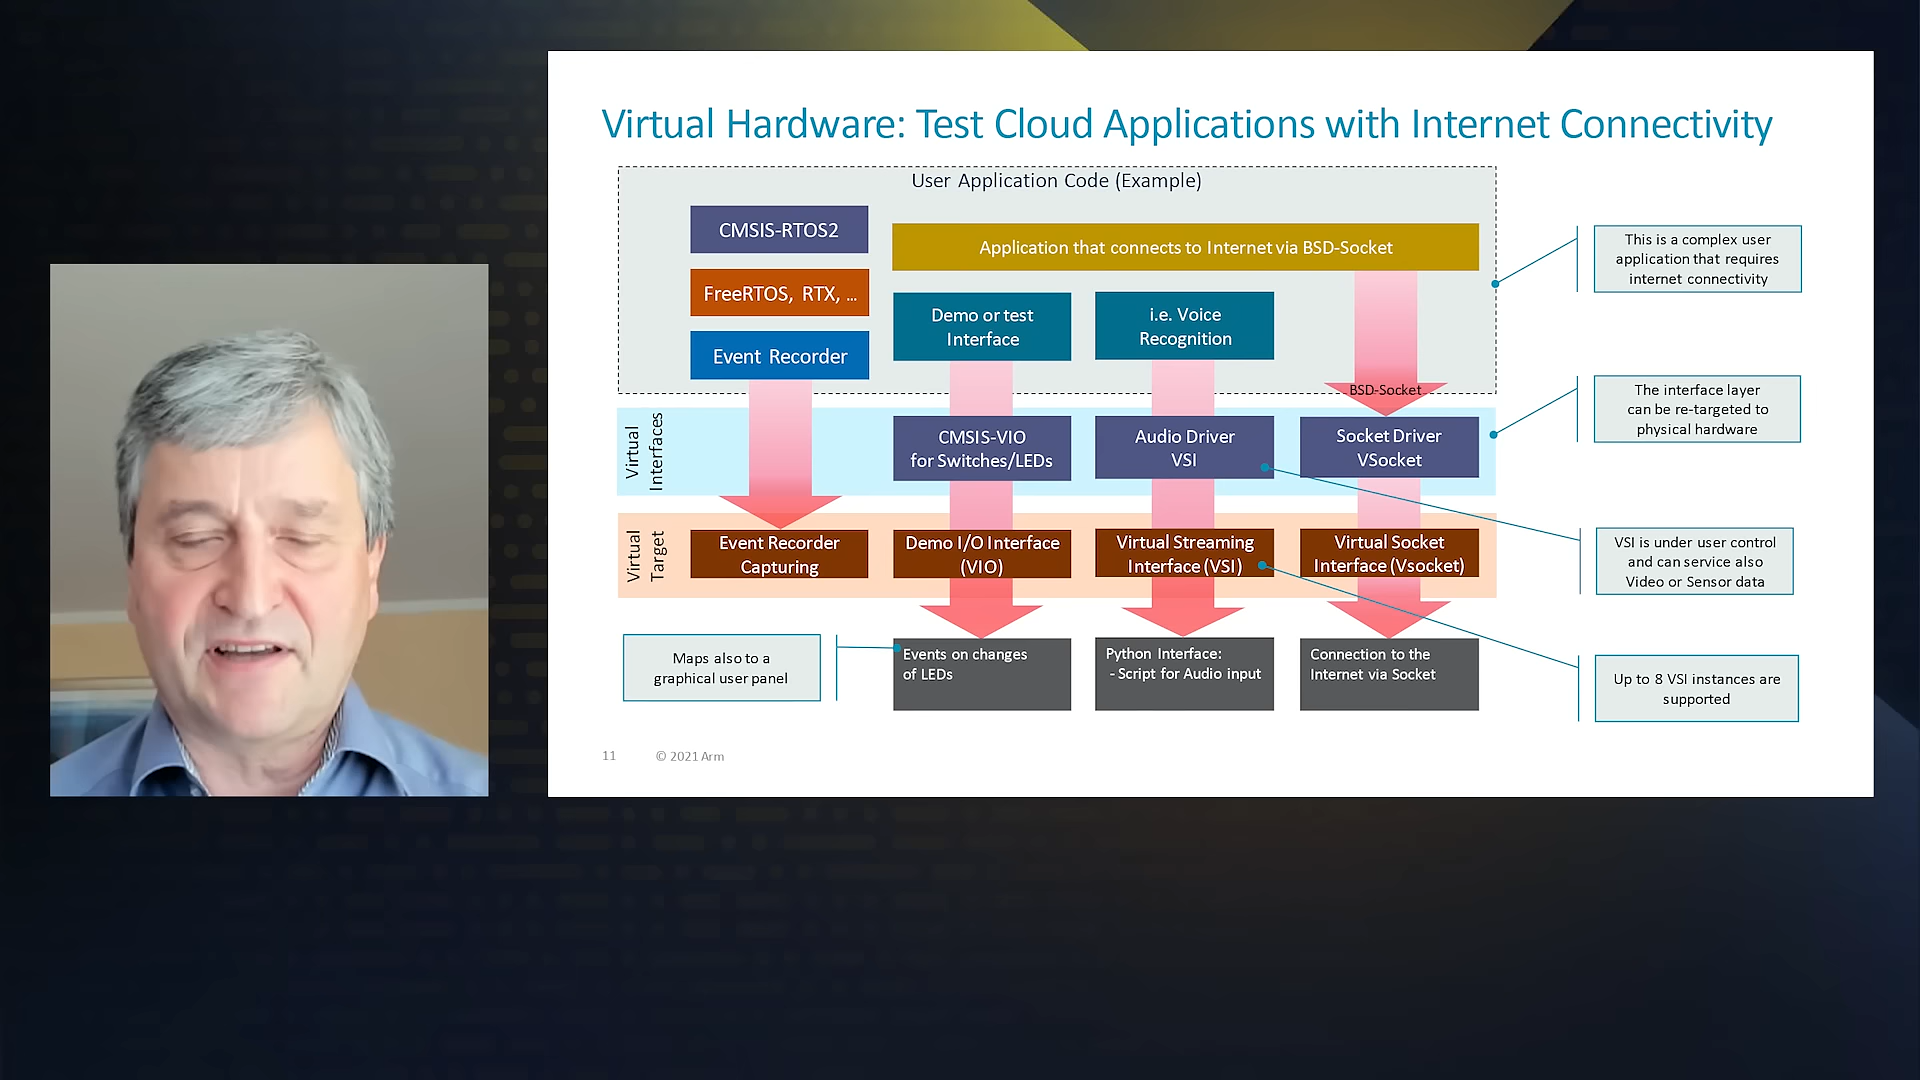 Virtual Hardware: Test Cloud Applications with Internet Connectivity
User Application Code (Example)
CMSIS-RTOS2
FreeRTOS, RTX, ...
Event Recorder
Application that connects to Internet via BSD-Socket
Demo or test
Interface
i.e. Voice
Recognition
BSD-Socket
This is a complex user
application that requires
internet connectivity
Virtual
Interfaces
CMSIS-VIO
for Switches/LEDs
Audio Driver
VSI
Socket Driver
VSocket
The interface layer
can be re-targeted to
physical hardware
Virtual
Target
Event Recorder
Capturing
Demo I/O Interface
(VIO)
Virtual Streaming
Interface (VSI)
Virtual Socket
Interface (Vsocket)
VSI is under user control
and can service also
Video or Sensor data
Maps also to a
graphical user panel
Events on changes
of LEDs
Python Interface:
- Script for Audio input
Connection to the
Internet via Socket
Up to 8 VSI instances are
supported
11
© 2021 Arm